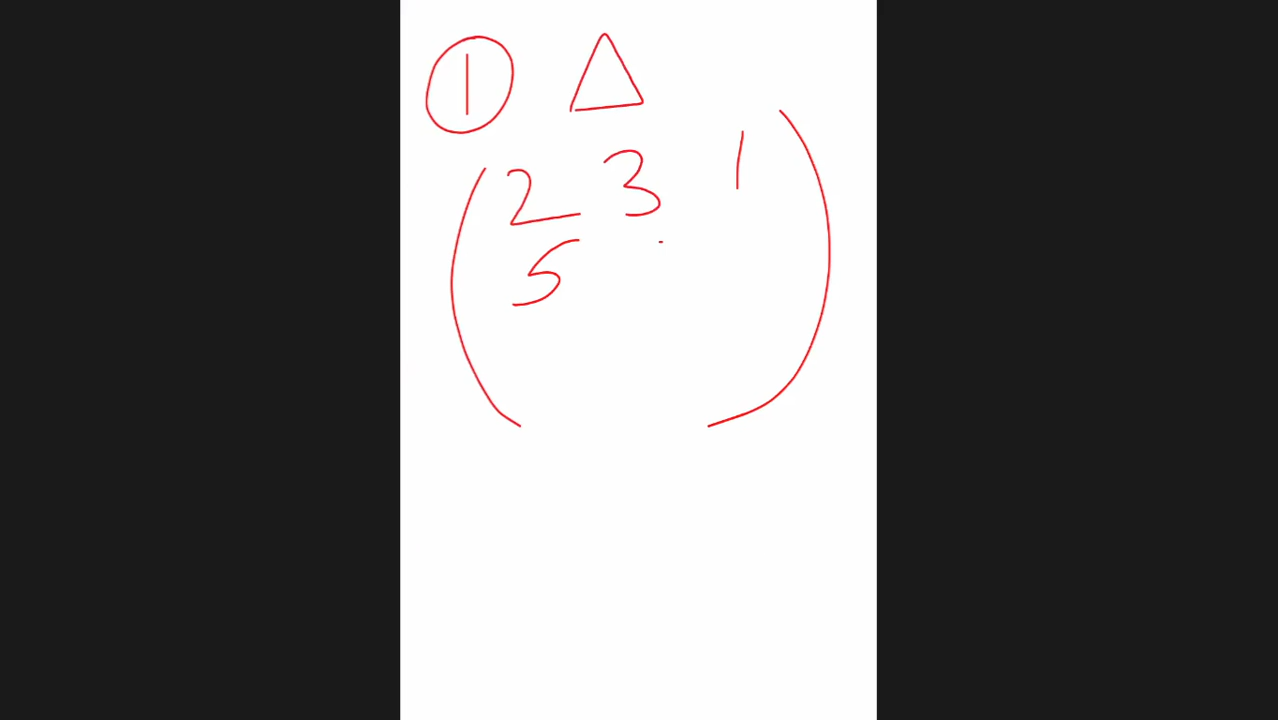 ① △
( 2 3 1 )
5 .